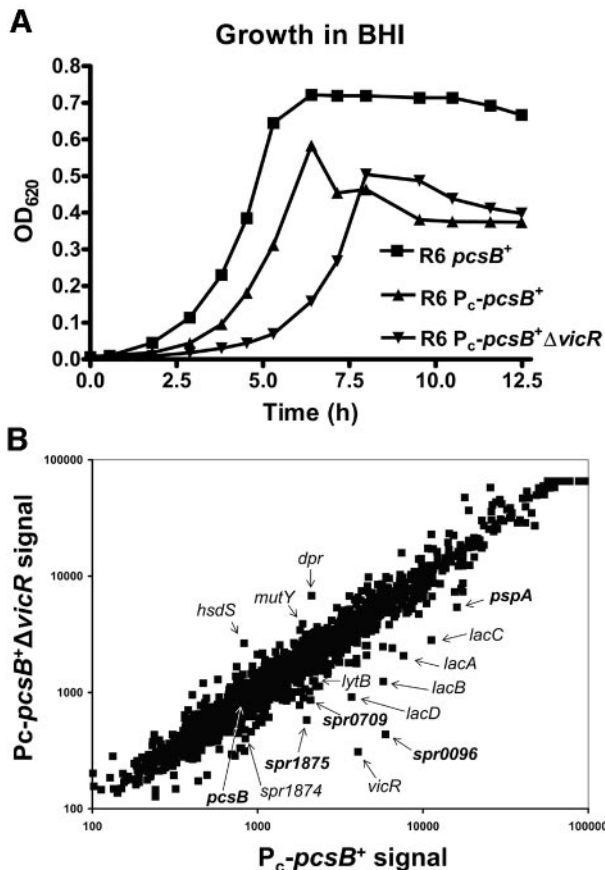 A
Growth in BHI
0.8
0.7
0.6
0.5
0.4
0.3
0.2
0.1
0.0
OD620
R6 pcsB+
R6 Pc-pcsB+
R6 Pc-pcsB+ΔvicR
0.0 2.5 5.0 7.5 10.0 12.5
Time (h)
B
100000
10000
1000
100
Pc-pcsB+ΔvicR signal
dpr
mutY
hsdS
pspA
lacC
lacA
lytB
lacB
lacD
spr0709
spr0096
spr1875
vicR
spr1874
pcsB
100 1000 10000 100000
Pc-pcsB+ signal